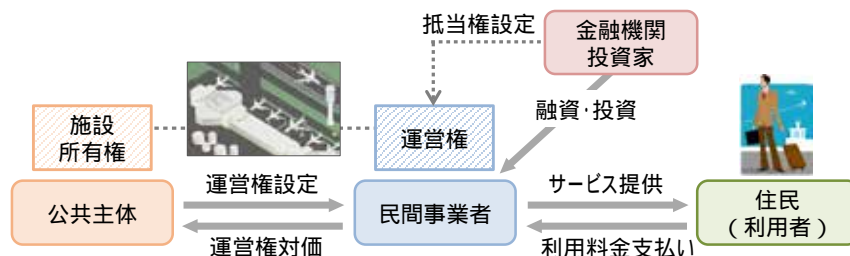 抵当権設定
金融機関
投資家
施設
所有権
運営権
融資・投資
公共主体
運営権設定
運営権対価
民間事業者
サービス提供
利用料金支払い
住民
（利用者）